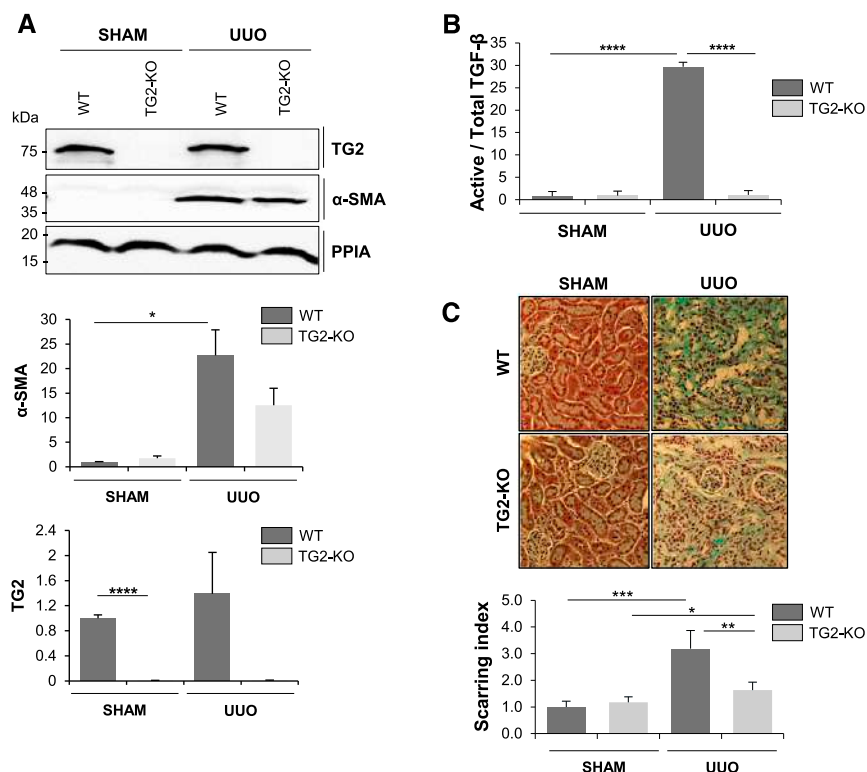 A
SHAM UUO
WT TG2-KO WT TG2-KO
kDa
75 TG2
48
35 α-SMA
20
15 PPIA
*
WT
TG2-KO
α-SMA
30
25
20
15
10
5
0
SHAM UUO
WT
TG2-KO
TG2
2.4
2
1.6
1.2
0.8
0.4
0
****
SHAM UUO
B
Active / Total TGF-β
35
30
25
20
15
10
5
0
**** ****
WT
TG2-KO
SHAM UUO
C
SHAM UUO
WT
TG2-KO
Scarring index
5.0
4.0
3.0
2.0
1.0
0.0
***
*
**
WT
TG2-KO
SHAM UUO